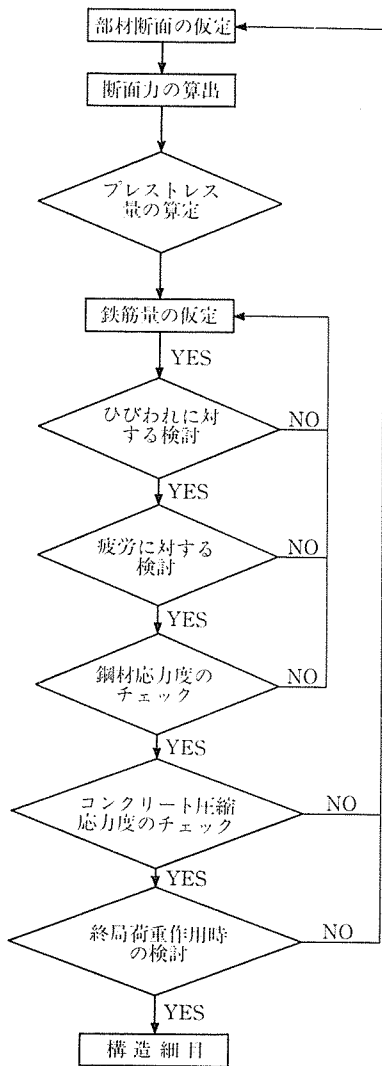 部材断面の仮定
断面力の算出
プレストレス
量の算定
鉄筋量の仮定
YES
ひびわれに対
する検討
NO
YES
疲労に対する
検討
NO
YES
鋼材応力度の
チェック
NO
YES
コンクリート圧縮
応力度のチェック
NO
YES
終局荷重作用時
の検討
NO
YES
構造細目